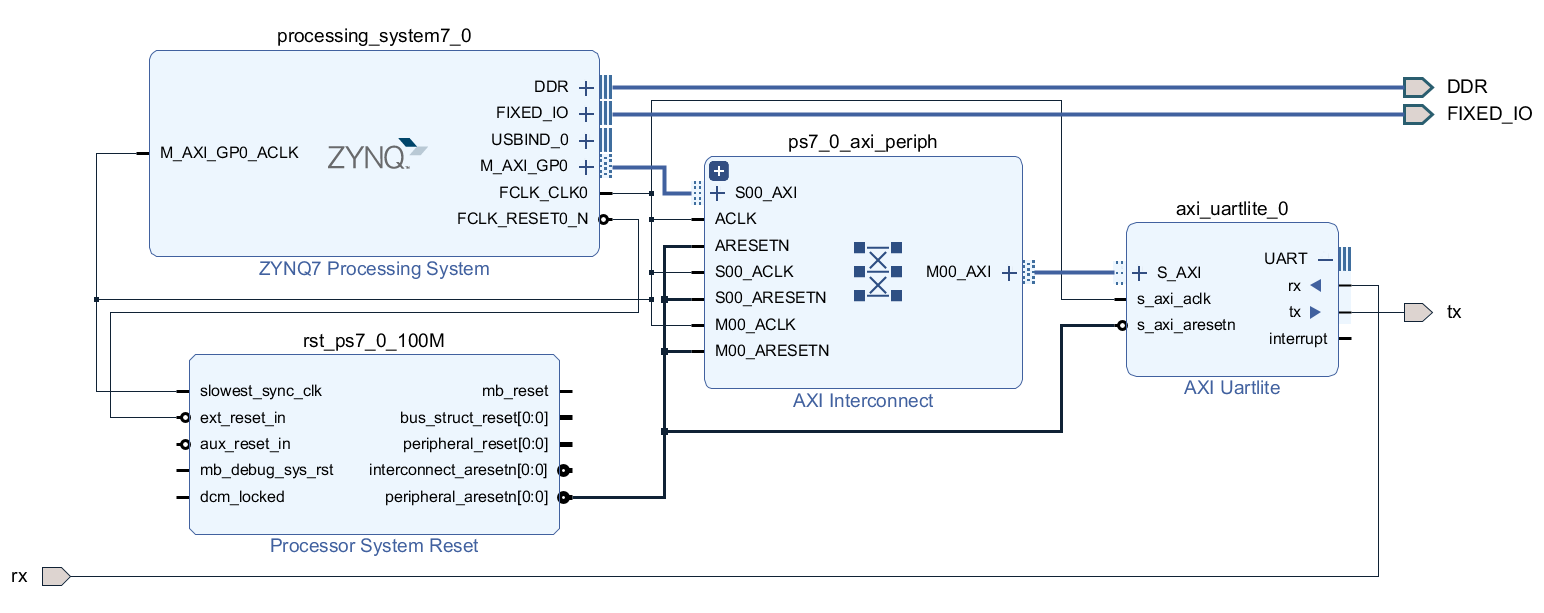 processing_system7_0
DDR
FIXED_IO
USBIND_0
M_AXI_GP0_ACLK
ZYNQ
M_AXI_GP0
FCLK_CLK0
FCLK_RESET0_N
ZYNQ7 Processing System
DDR
FIXED_IO
ps7_0_axi_periph
S00_AXI
ACLK
ARESETN
S00_ACLK
M00_AXI
S00_ARESETN
M00_ACLK
M00_ARESETN
AXI Interconnect
axi_uartlite_0
UART
S_AXI
rx
s_axi_aclk
tx
s_axi_aresetn
interrupt
AXI Uartlite
tx
rst_ps7_0_100M
slowest_sync_clk
mb_reset
ext_reset_in
bus_struct_reset[0:0]
aux_reset_in
peripheral_reset[0:0]
mb_debug_sys_rst
interconnect_aresetn[0:0]
dcm_locked
peripheral_aresetn[0:0]
Processor System Reset
rx